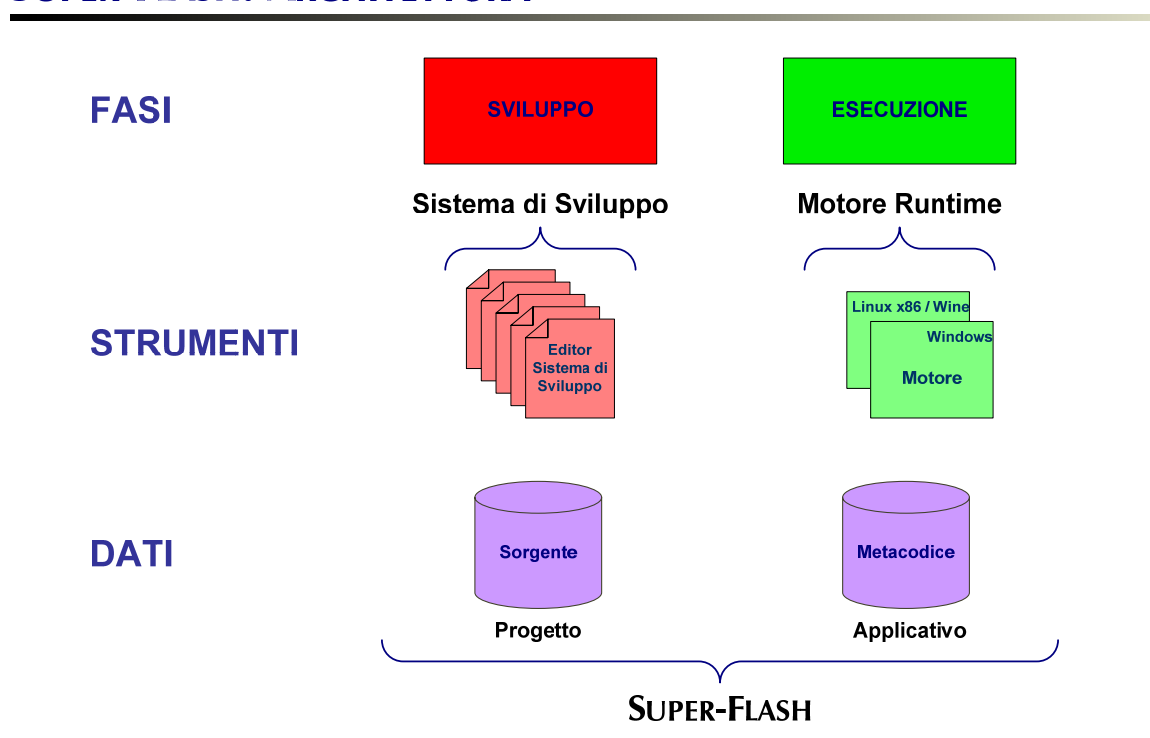 FASI
SVILUPPO
ESECUZIONE
Sistema di Sviluppo
Motore Runtime
STRUMENTI
Editor
Sistema di
Sviluppo
Linux x86 / Wine
Windows
Motore
DATI
Sorgente
Metacodice
Progetto
Applicativo
SUPER-FLASH